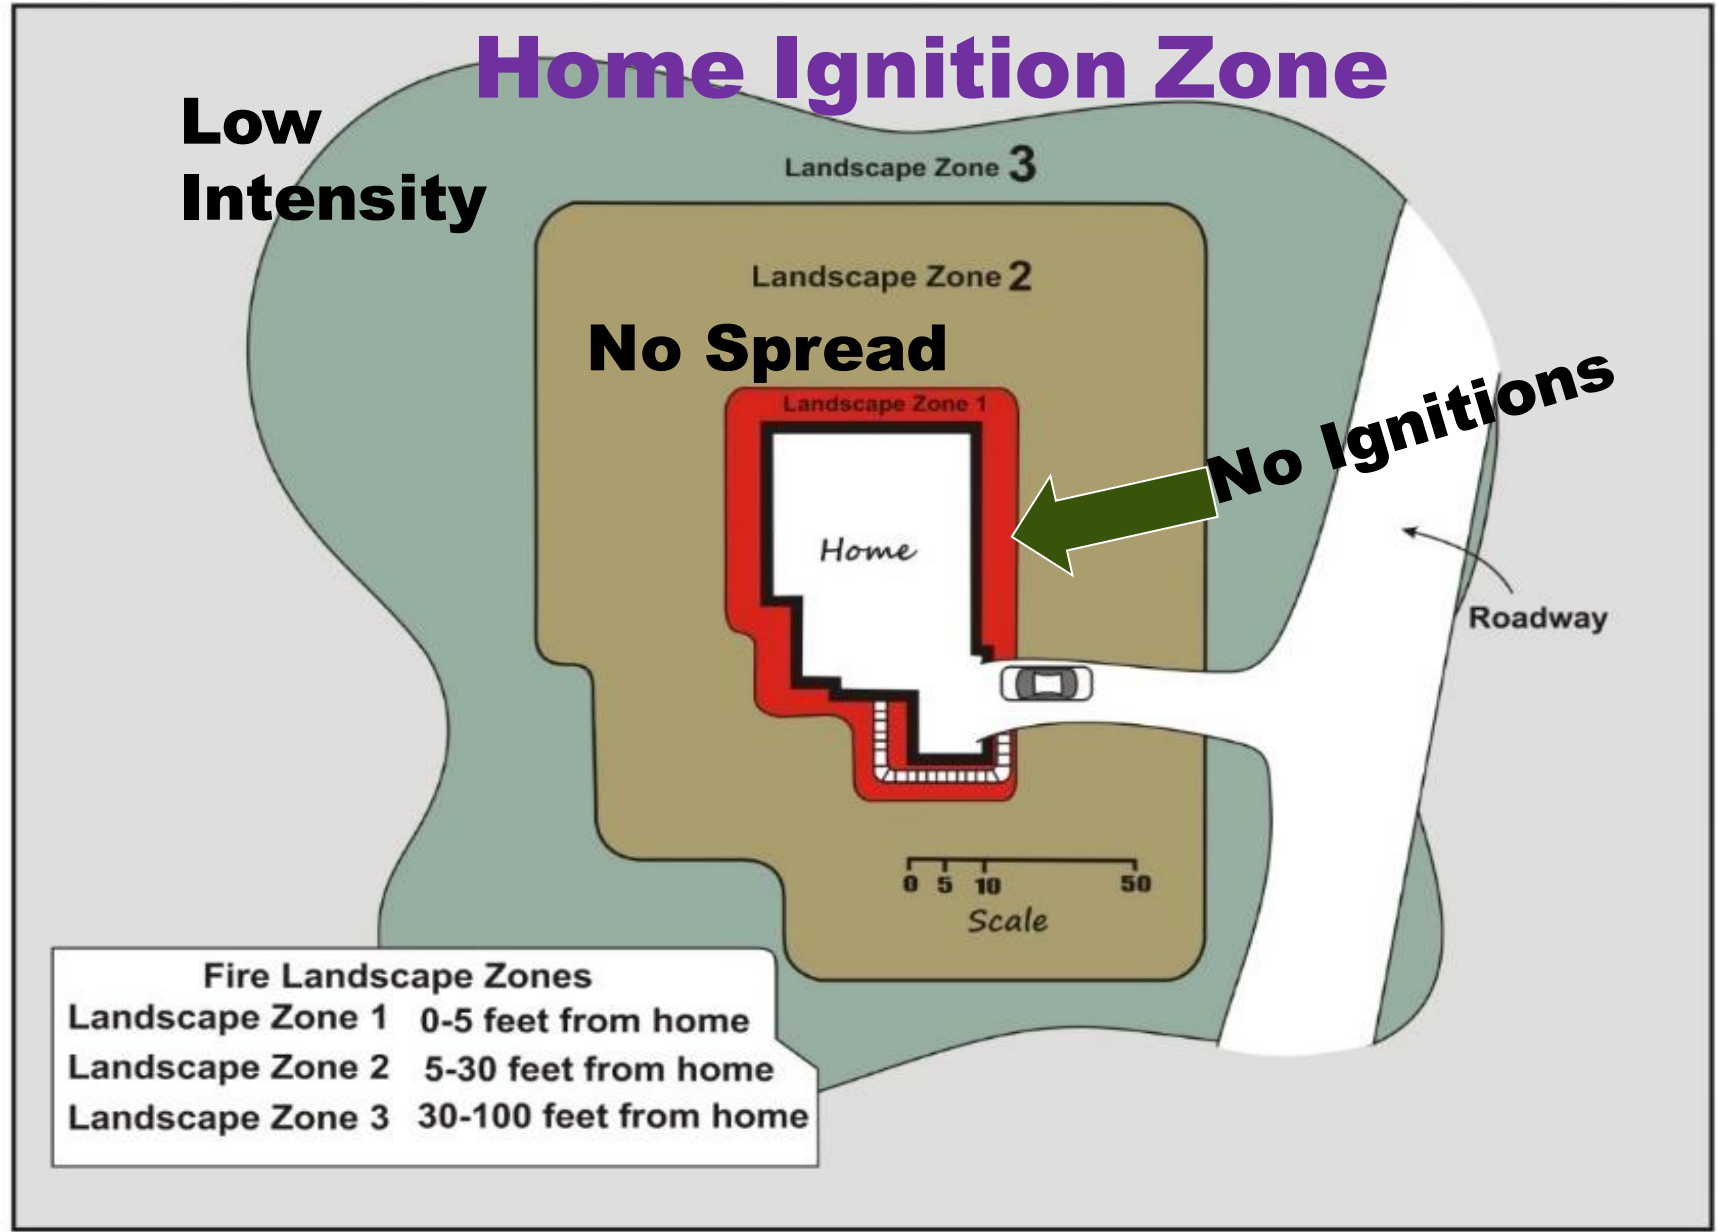 Home Ignition Zone
Low
Intensity
Landscape Zone 3
Landscape Zone 2
No Spread
Landscape Zone 1
No Ignitions
Home
Roadway
0 5 10 50
Scale
Fire Landscape Zones
Landscape Zone 1 0-5 feet from home
Landscape Zone 2 5-30 feet from home
Landscape Zone 3 30-100 feet from home